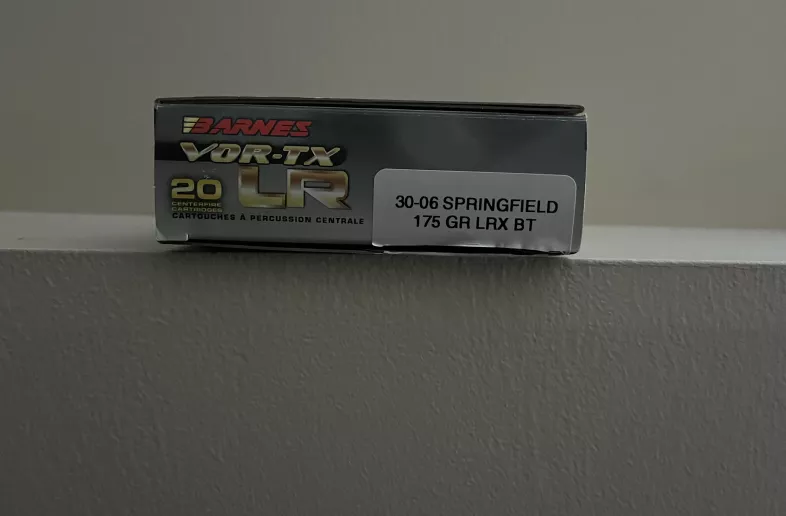 BARNES
VOR-TX
LR
20
CENTERFIRE
CARTRIDGES
CARTOUCHES À PERCUSSION CENTRALE
30-06 SPRINGFIELD
175 GR LRX BT